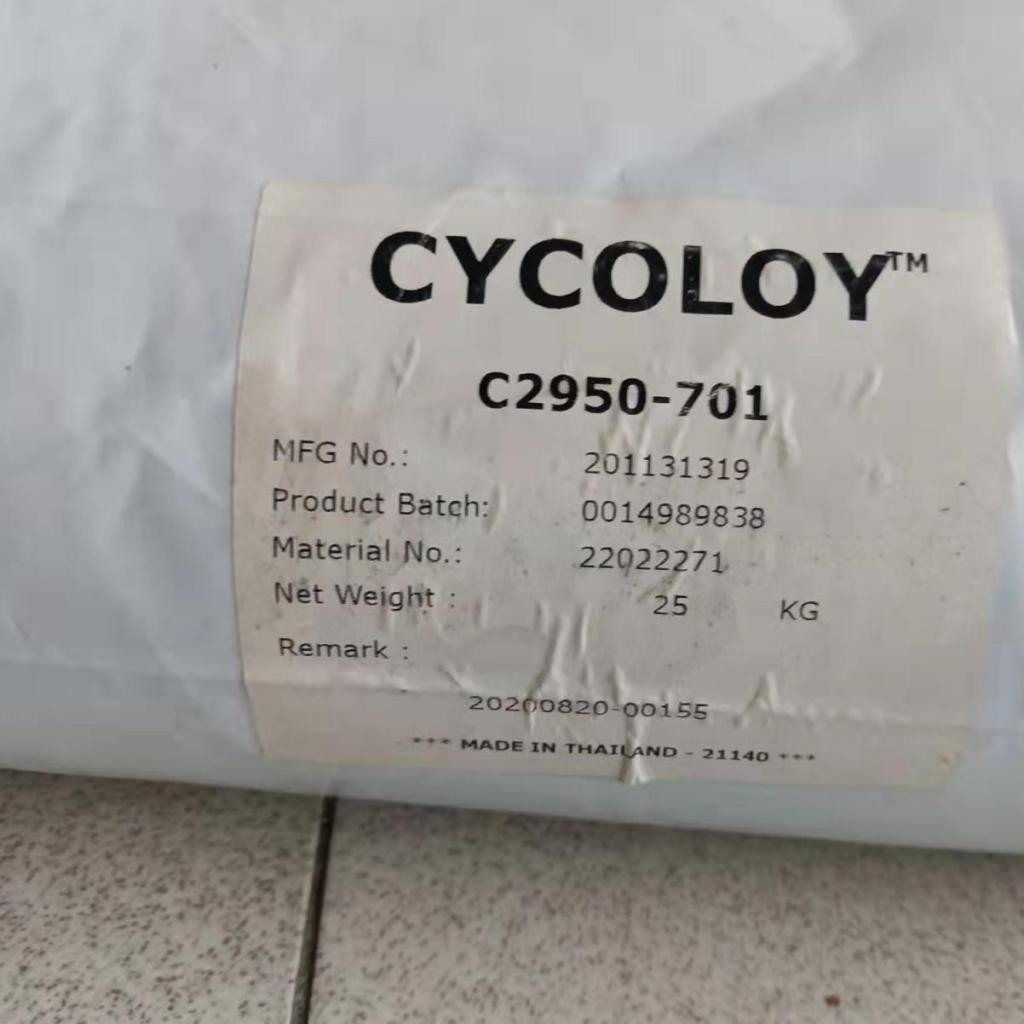 CYCOLOY™
C2950-701
MFG No.: 201131319
Product Batch: 0014989838
Material No.: 22022271
Net Weight : 25 KG
Remark :
20200820-00155
*** MADE IN THAILAND - 21140 ***